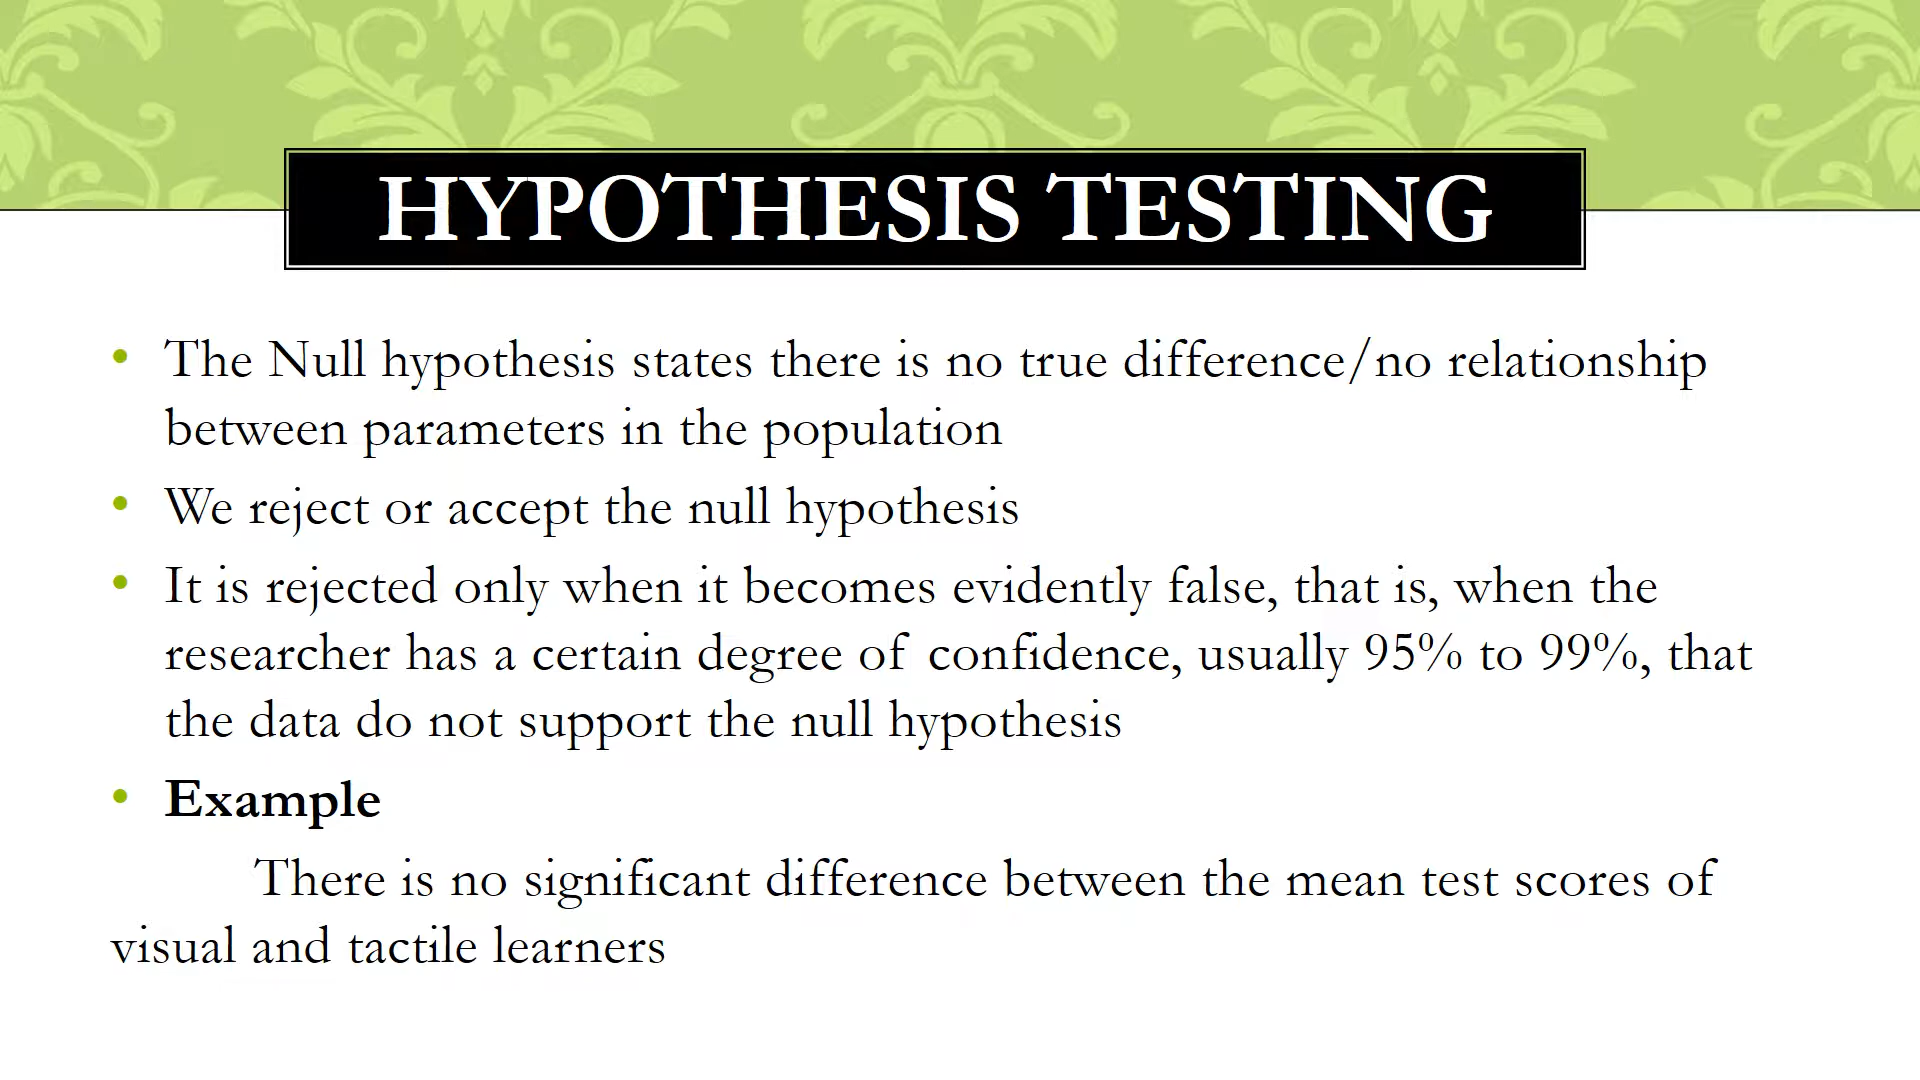 HYPOTHESIS TESTING
• The Null hypothesis states there is no true difference/no relationship
between parameters in the population
• We reject or accept the null hypothesis
• It is rejected only when it becomes evidently false, that is, when the
researcher has a certain degree of confidence, usually 95% to 99%, that
the data do not support the null hypothesis
• Example
There is no significant difference between the mean test scores of
visual and tactile learners